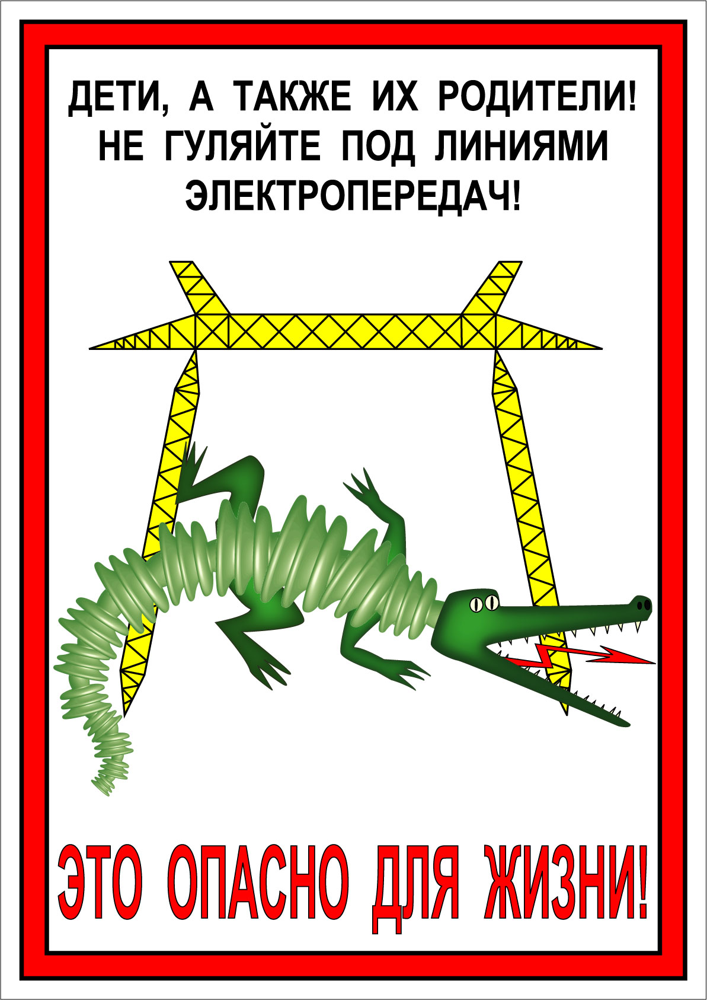 ДЕТИ, А ТАКЖЕ ИХ РОДИТЕЛИ!
НЕ ГУЛЯЙТЕ ПОД ЛИНИЯМИ
ЭЛЕКТРОПЕРЕДАЧ!
ЭТО ОПАСНО ДЛЯ ЖИЗНИ!